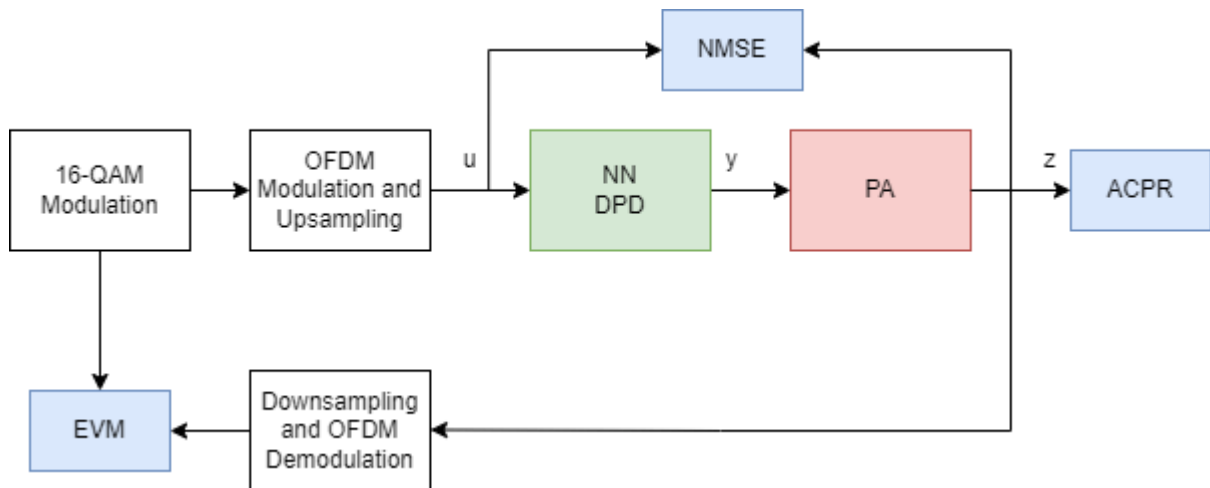 NMSE
16-QAM
Modulation
OFDM
Modulation and
Upsampling
u
NN
DPD
y
PA
z
ACPR
EVM
Downsampling
and OFDM
Demodulation